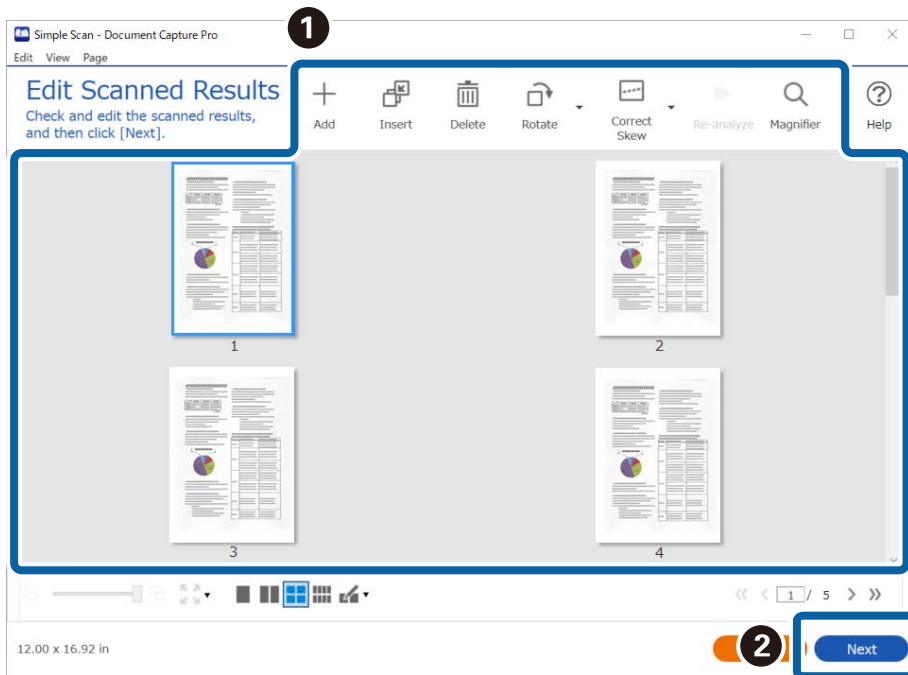 1
Simple Scan - Document Capture Pro
Edit View Page
Edit Scanned Results
Check and edit the scanned results,
and then click [Next].
Add
Insert
Delete
Rotate
Correct
Skew
Re-analyze
Magnifier
Help
1
2
3
4
1 / 5
12.00 x 16.92 in
2
Next